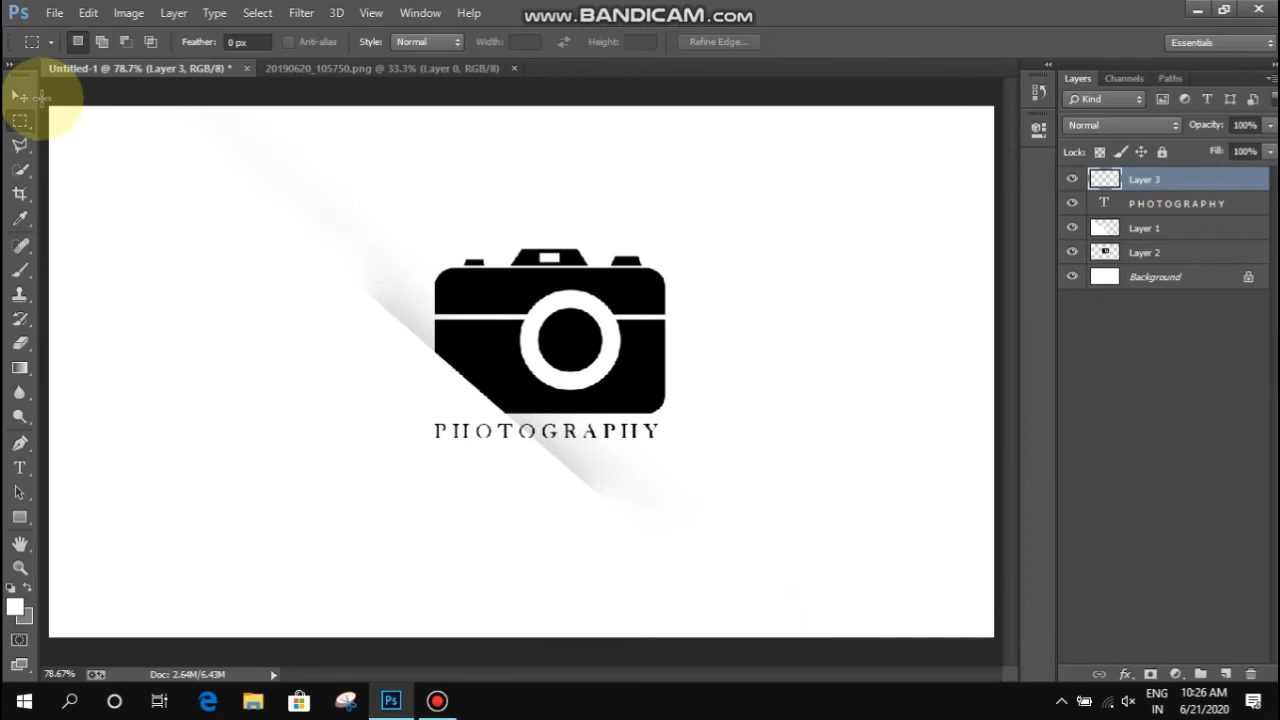 www.BANDICAM.com
Ps File Edit Image Layer Type Select Filter 3D View Window Help
Feather: 0 px Anti-alias Style: Normal Width: Height: Refine Edge... Essentials
Untitled-1 @ 78.7% (Layer 3, RGB/8) * × 20190620_105750.png @ 33.3% (Layer 0, RGB/8) ×
Layers Channels Paths
Kind
Normal Opacity: 100%
Lock: Fill: 100%
Layer 3
T PHOTOGRAPHY
Layer 1
Layer 2
Background
PHOTOGRAPHY
78.67% Doc: 2.64M/6.43M
Ps
ENG 10:26 AM
IN 6/21/2020